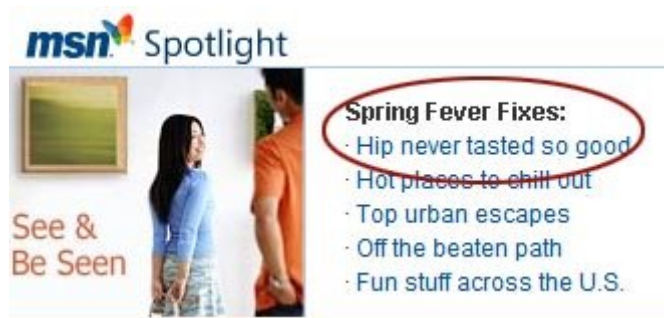 msn Spotlight
See &
Be Seen
Spring Fever Fixes:
· Hip never tasted so good
· Hot places to chill out
· Top urban escapes
· Off the beaten path
· Fun stuff across the U.S.